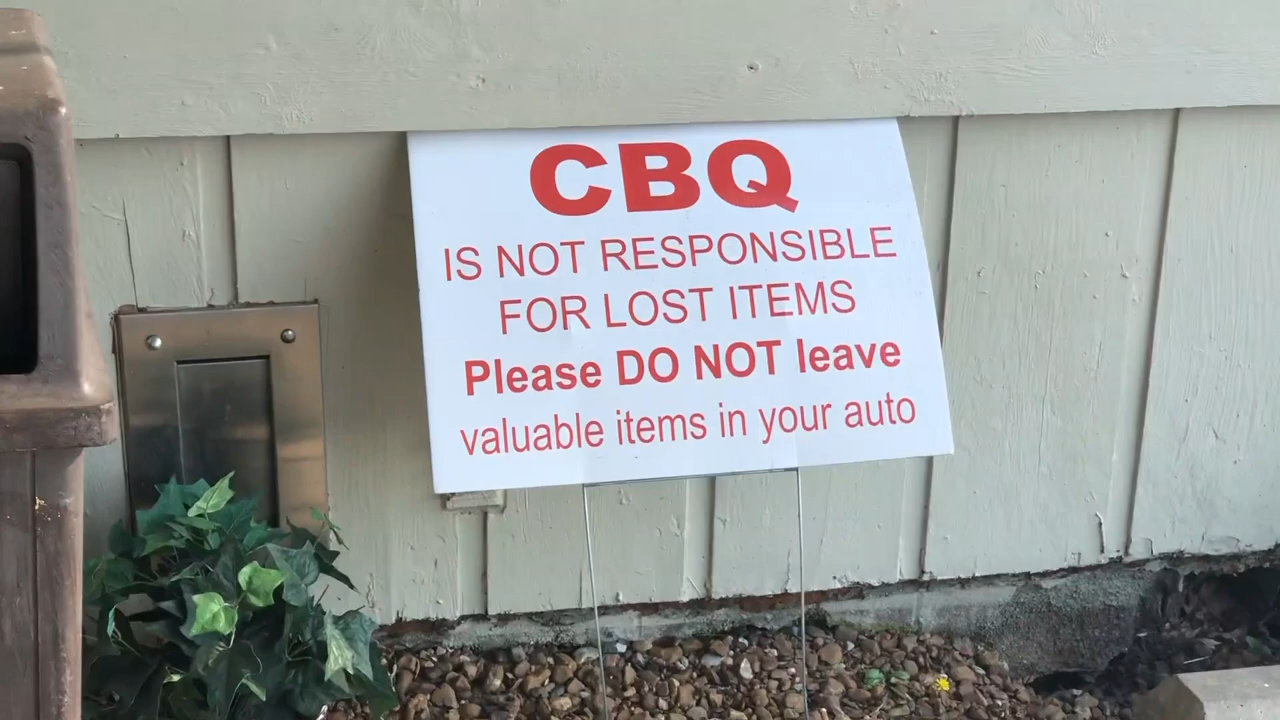 CBQ
IS NOT RESPONSIBLE
FOR LOST ITEMS
Please DO NOT leave
valuable items in your auto